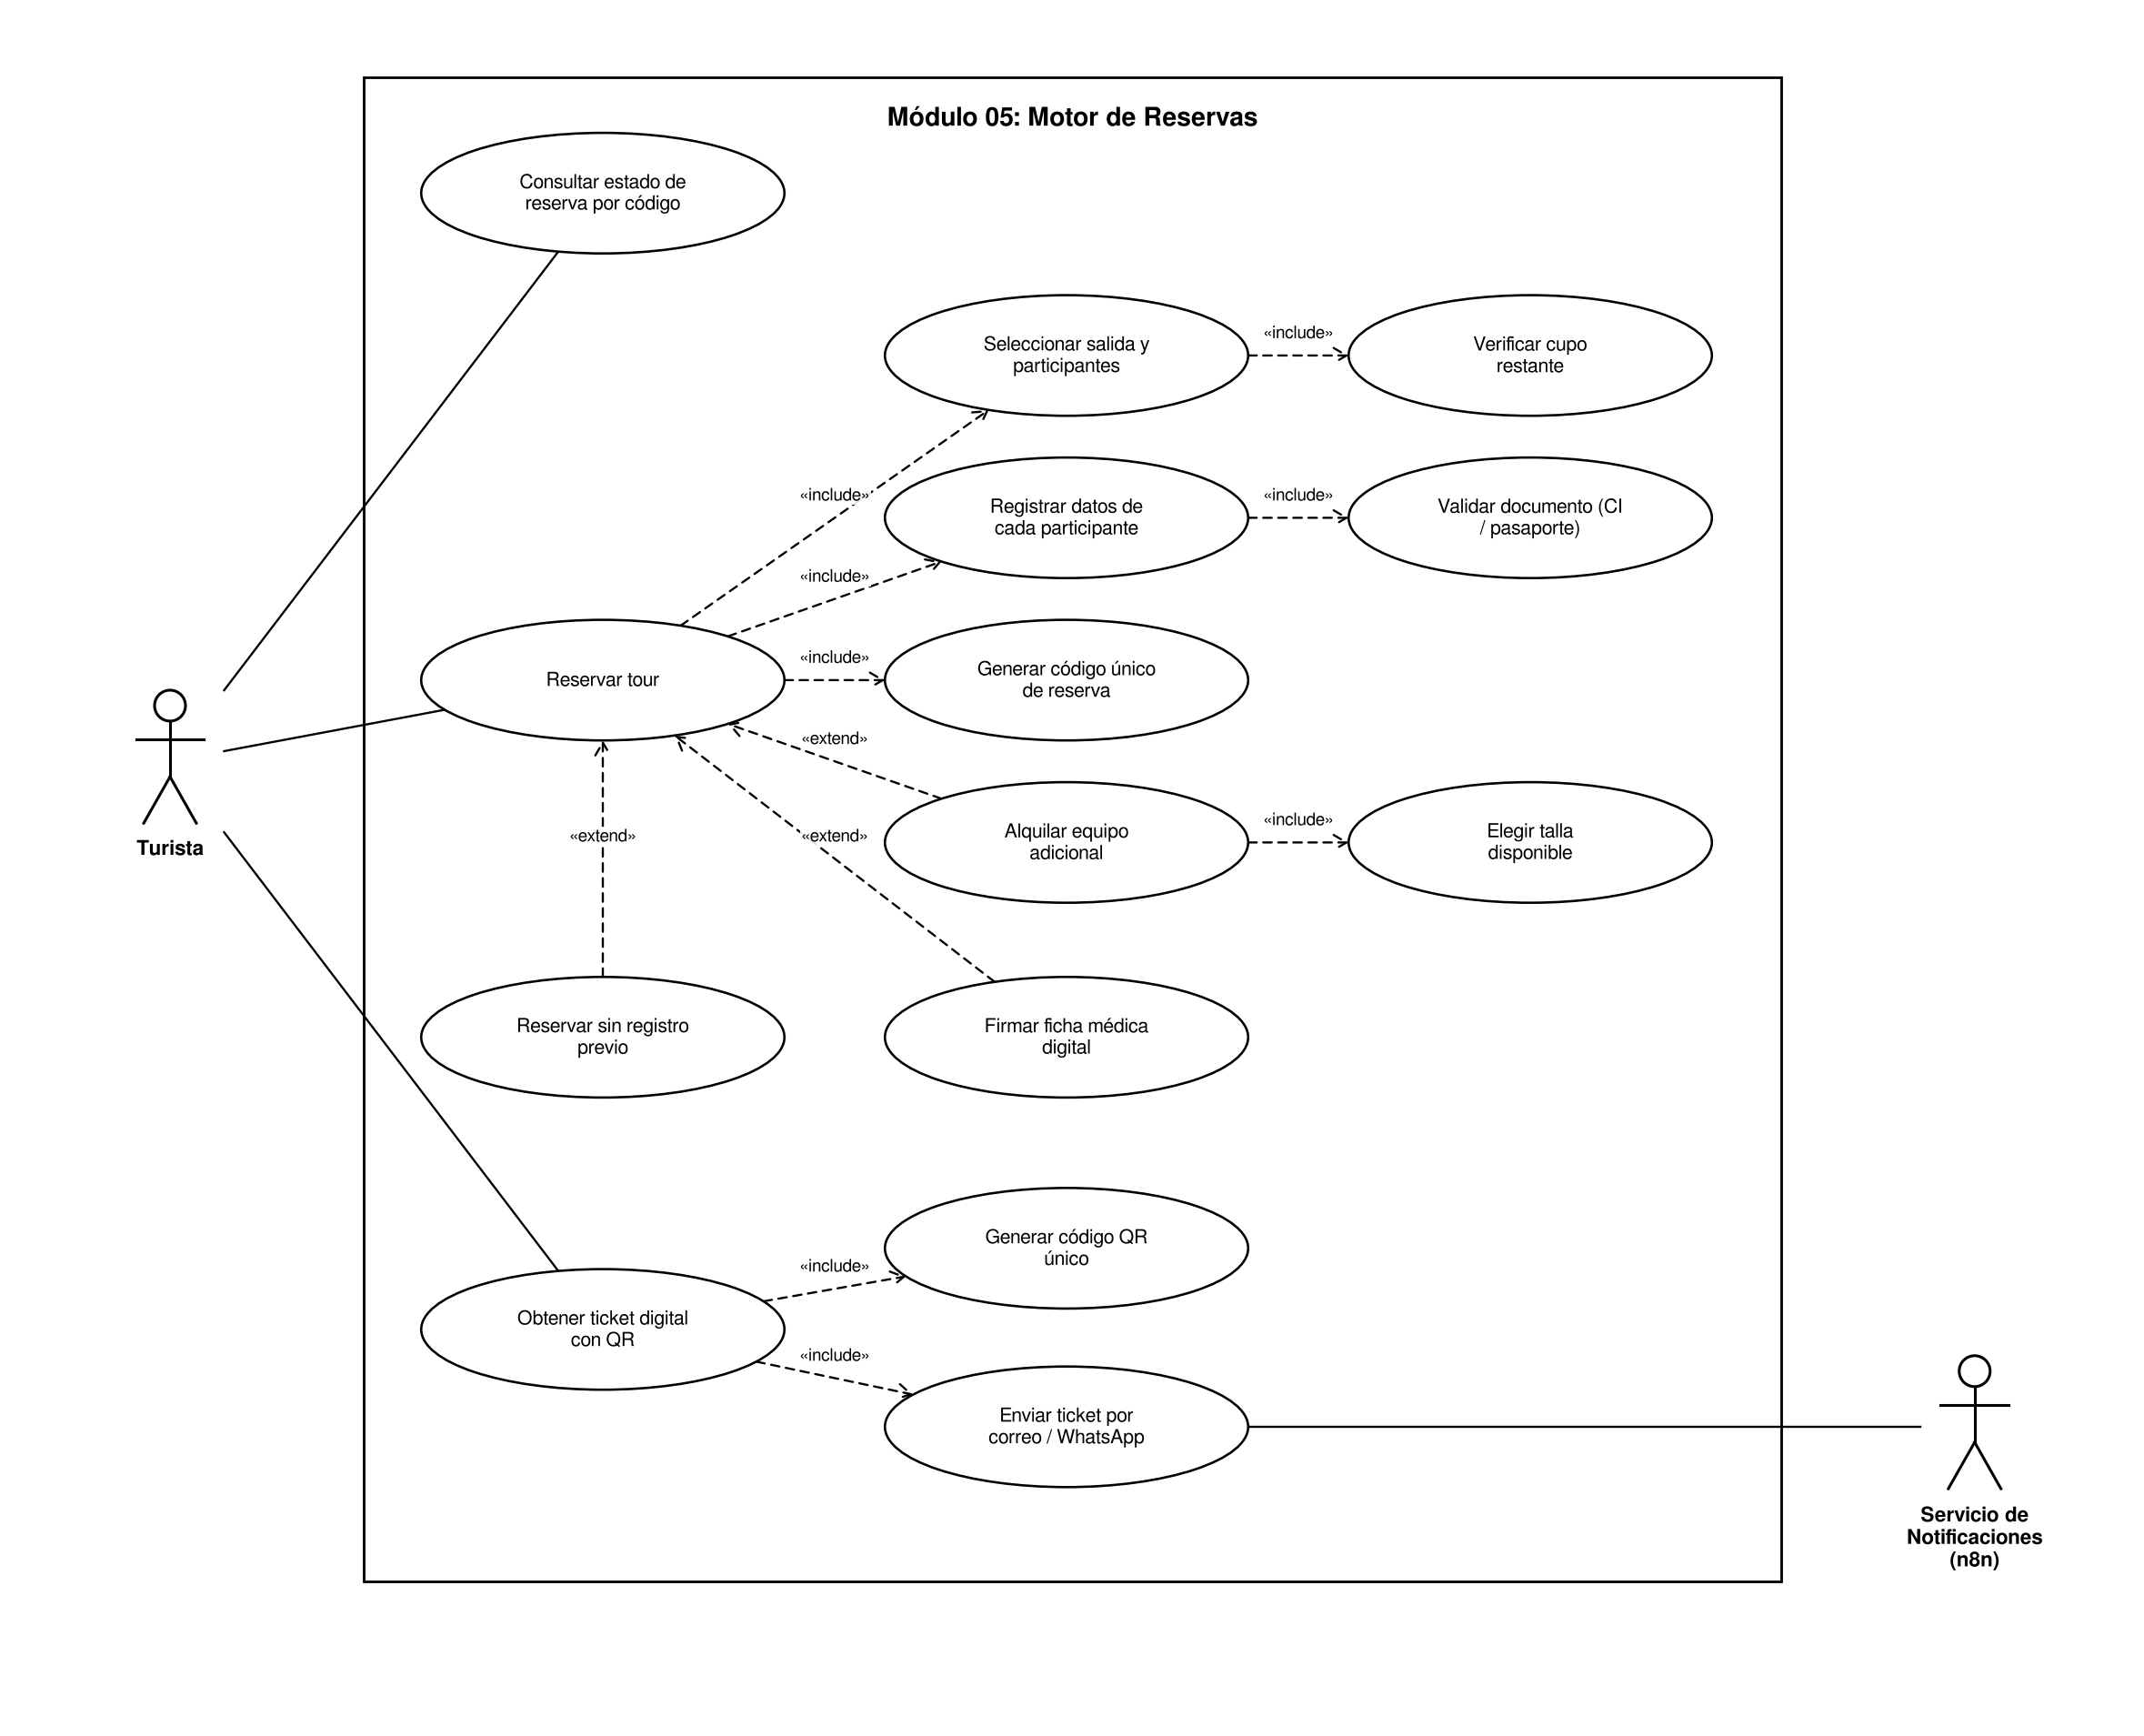 Módulo 05: Motor de Reservas
Consultar estado de
reserva por código
Seleccionar salida y
participantes
«include»
Verificar cupo
restante
«include»
Registrar datos de
cada participante
«include»
Validar documento (CI
/ pasaporte)
«include»
Reservar tour
«include»
Generar código único
de reserva
«extend»
Turista
«extend»
«extend»
Alquilar equipo
adicional
«include»
Elegir talla
disponible
Reservar sin registro
previo
Firmar ficha médica
digital
Generar código QR
único
«include»
Obtener ticket digital
con QR
«include»
Enviar ticket por
correo / WhatsApp
Servicio de
Notificaciones
(n8n)